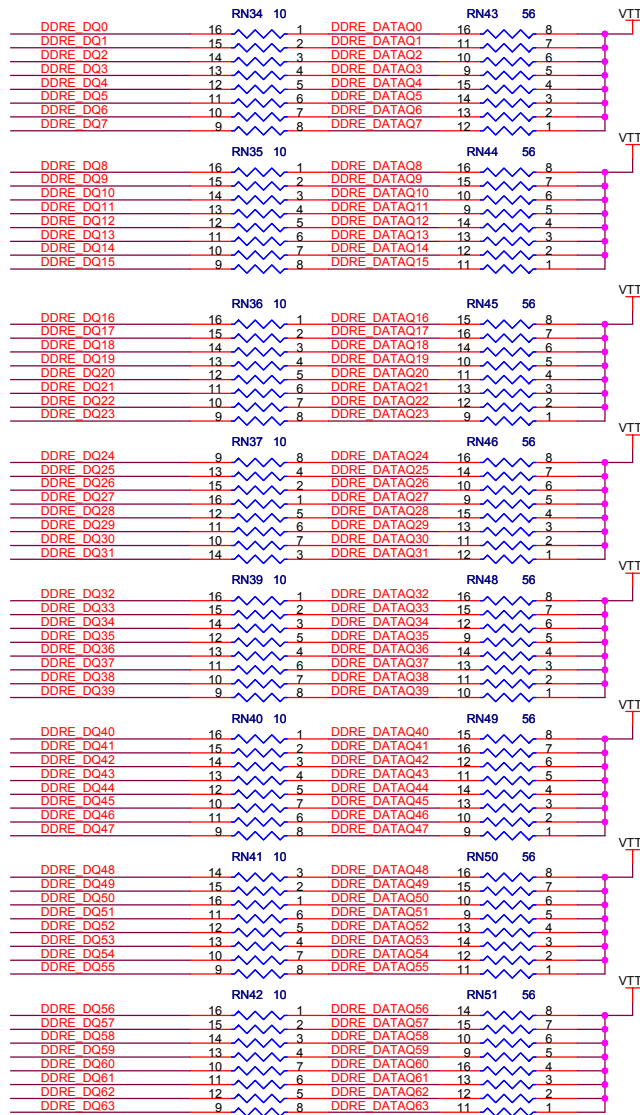 RN34 10 RN43 56 VTT
DDRE_DQ0 16 1 DDRE_DATAQ0 16 8
DDRE_DQ1 15 2 DDRE_DATAQ1 11 7
DDRE_DQ2 14 3 DDRE_DATAQ2 10 6
DDRE_DQ3 13 4 DDRE_DATAQ3 9 5
DDRE_DQ4 12 5 DDRE_DATAQ4 15 4
DDRE_DQ5 11 6 DDRE_DATAQ5 14 3
DDRE_DQ6 10 7 DDRE_DATAQ6 13 2
DDRE_DQ7 9 8 DDRE_DATAQ7 12 1
RN35 10 RN44 56 VTT
DDRE_DQ8 16 1 DDRE_DATAQ8 16 8
DDRE_DQ9 15 2 DDRE_DATAQ9 15 7
DDRE_DQ10 14 3 DDRE_DATAQ10 10 6
DDRE_DQ11 13 4 DDRE_DATAQ11 9 5
DDRE_DQ12 12 5 DDRE_DATAQ12 14 4
DDRE_DQ13 11 6 DDRE_DATAQ13 13 3
DDRE_DQ14 10 7 DDRE_DATAQ14 12 2
DDRE_DQ15 9 8 DDRE_DATAQ15 11 1
RN36 10 RN45 56 VTT
DDRE_DQ16 16 1 DDRE_DATAQ16 15 8
DDRE_DQ17 15 2 DDRE_DATAQ17 16 7
DDRE_DQ18 14 3 DDRE_DATAQ18 14 6
DDRE_DQ19 13 4 DDRE_DATAQ19 10 5
DDRE_DQ20 12 5 DDRE_DATAQ20 11 4
DDRE_DQ21 11 6 DDRE_DATAQ21 13 3
DDRE_DQ22 10 7 DDRE_DATAQ22 12 2
DDRE_DQ23 9 8 DDRE_DATAQ23 9 1
RN37 10 RN46 56 VTT
DDRE_DQ24 9 8 DDRE_DATAQ24 16 8
DDRE_DQ25 13 4 DDRE_DATAQ25 14 7
DDRE_DQ26 15 2 DDRE_DATAQ26 10 6
DDRE_DQ27 16 1 DDRE_DATAQ27 9 5
DDRE_DQ28 12 5 DDRE_DATAQ28 15 4
DDRE_DQ29 11 6 DDRE_DATAQ29 13 3
DDRE_DQ30 10 7 DDRE_DATAQ30 11 2
DDRE_DQ31 14 3 DDRE_DATAQ31 12 1
RN39 10 RN48 56 VTT
DDRE_DQ32 16 1 DDRE_DATAQ32 16 8
DDRE_DQ33 15 2 DDRE_DATAQ33 15 7
DDRE_DQ34 14 3 DDRE_DATAQ34 12 6
DDRE_DQ35 12 5 DDRE_DATAQ35 9 5
DDRE_DQ36 13 4 DDRE_DATAQ36 14 4
DDRE_DQ37 11 6 DDRE_DATAQ37 13 3
DDRE_DQ38 10 7 DDRE_DATAQ38 11 2
DDRE_DQ39 9 8 DDRE_DATAQ39 10 1
RN40 10 RN49 56 VTT
DDRE_DQ40 16 1 DDRE_DATAQ40 15 8
DDRE_DQ41 15 2 DDRE_DATAQ41 16 7
DDRE_DQ42 14 3 DDRE_DATAQ42 12 6
DDRE_DQ43 13 4 DDRE_DATAQ43 11 5
DDRE_DQ44 12 5 DDRE_DATAQ44 14 4
DDRE_DQ45 10 7 DDRE_DATAQ45 13 3
DDRE_DQ46 11 6 DDRE_DATAQ46 10 2
DDRE_DQ47 9 8 DDRE_DATAQ47 9 1
RN41 10 RN50 56 VTT
DDRE_DQ48 14 3 DDRE_DATAQ48 16 8
DDRE_DQ49 15 2 DDRE_DATAQ49 15 7
DDRE_DQ50 16 1 DDRE_DATAQ50 10 6
DDRE_DQ51 11 6 DDRE_DATAQ51 9 5
DDRE_DQ52 12 5 DDRE_DATAQ52 13 4
DDRE_DQ53 13 4 DDRE_DATAQ53 14 3
DDRE_DQ54 10 7 DDRE_DATAQ54 12 2
DDRE_DQ55 9 8 DDRE_DATAQ55 11 1
RN42 10 RN51 56 VTT
DDRE_DQ56 16 1 DDRE_DATAQ56 14 8
DDRE_DQ57 15 2 DDRE_DATAQ57 15 7
DDRE_DQ58 14 3 DDRE_DATAQ58 10 6
DDRE_DQ59 13 4 DDRE_DATAQ59 9 5
DDRE_DQ60 10 7 DDRE_DATAQ60 16 4
DDRE_DQ61 11 6 DDRE_DATAQ61 13 3
DDRE_DQ62 12 5 DDRE_DATAQ62 12 2
DDRE_DQ63 9 8 DDRE_DATAQ63 11 1